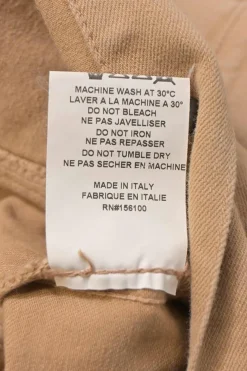 MACHINE WASH AT 30°C
LAVER A LA MACHINE A 30°
DO NOT BLEACH
NE PAS JAVELLISER
DO NOT IRON
NE PAS REPASSER
DO NOT TUMBLE DRY
NE PAS SECHER EN MACHINE
MADE IN ITALY
FABRIQUE EN ITALIE
RN#156100